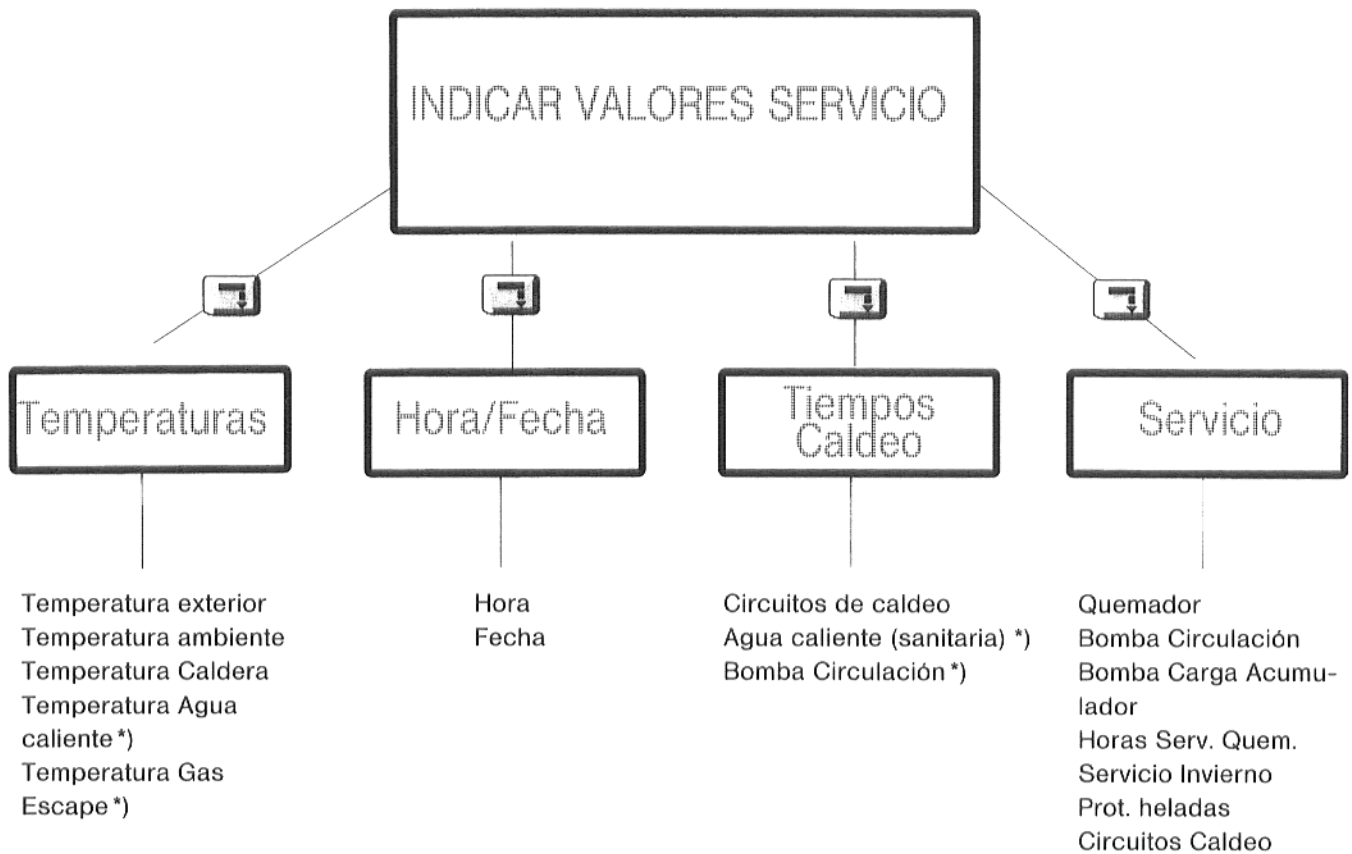 INDICAR VALORES SERVICIO
Temperaturas
Hora/Fecha
Tiempos
Caldeo
Servicio
Temperatura exterior
Temperatura ambiente
Temperatura Caldera
Temperatura Agua
caliente *)
Temperatura Gas
Escape *)
Hora
Fecha
Circuitos de caldeo
Agua caliente (sanitaria) *)
Bomba Circulación *)
Quemador
Bomba Circulación
Bomba Carga Acumu-
lador
Horas Serv. Quem.
Servicio Invierno
Prot. heladas
Circuitos Caldeo